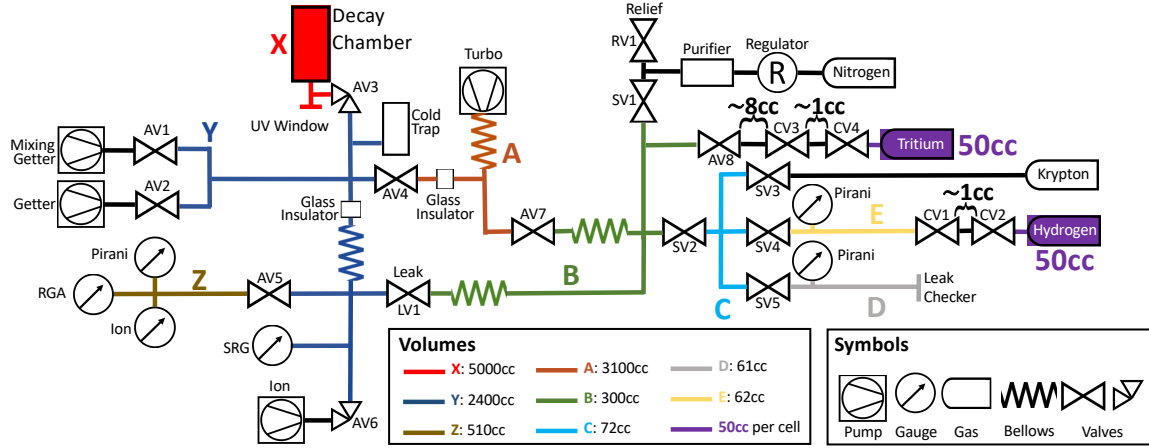 Decay
Chamber
X
AV3
UV Window
Turbo
Relief
RV1
Purifier
Regulator
R
Nitrogen
SV1
~8cc
~1cc
CV3
CV4
AV8
Tritium
50cc
Cold
Trap
Y
AV1
Mixing
Getter
AV2
Getter
A
AV4
Glass
Insulator
Glass
Insulator
AV7
SV3
Krypton
Pirani
~1cc
E
CV1
CV2
Hydrogen
50cc
SV2
SV4
Pirani
Pirani
RGA
Ion
Z
AV5
Leak
LV1
B
C
SV5
D
Leak
Checker
SRG
Ion
AV6
Volumes
X: 5000cc
A: 3100cc
D: 61cc
Y: 2400cc
B: 300cc
E: 62cc
Z: 510cc
C: 72cc
50cc per cell
Symbols
Pump
Gauge
Gas
Bellows
Valves